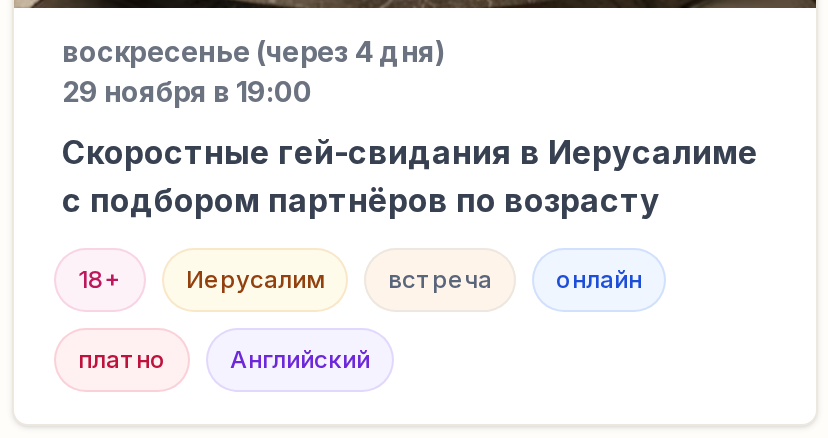 воскресенье (через 4 дня)
29 ноября в 19:00
Скоростные гей-свидания в Иерусалиме
с подбором партнёров по возрасту
18+ Иерусалим встреча онлайн
платно Английский